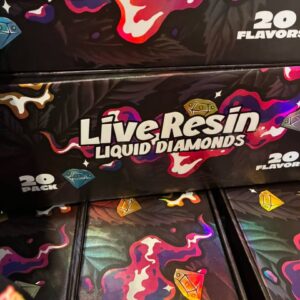 20
FLAVORS
Live Resin
LIQUID DIAMONDS
20
PACK
20
FLAVORS